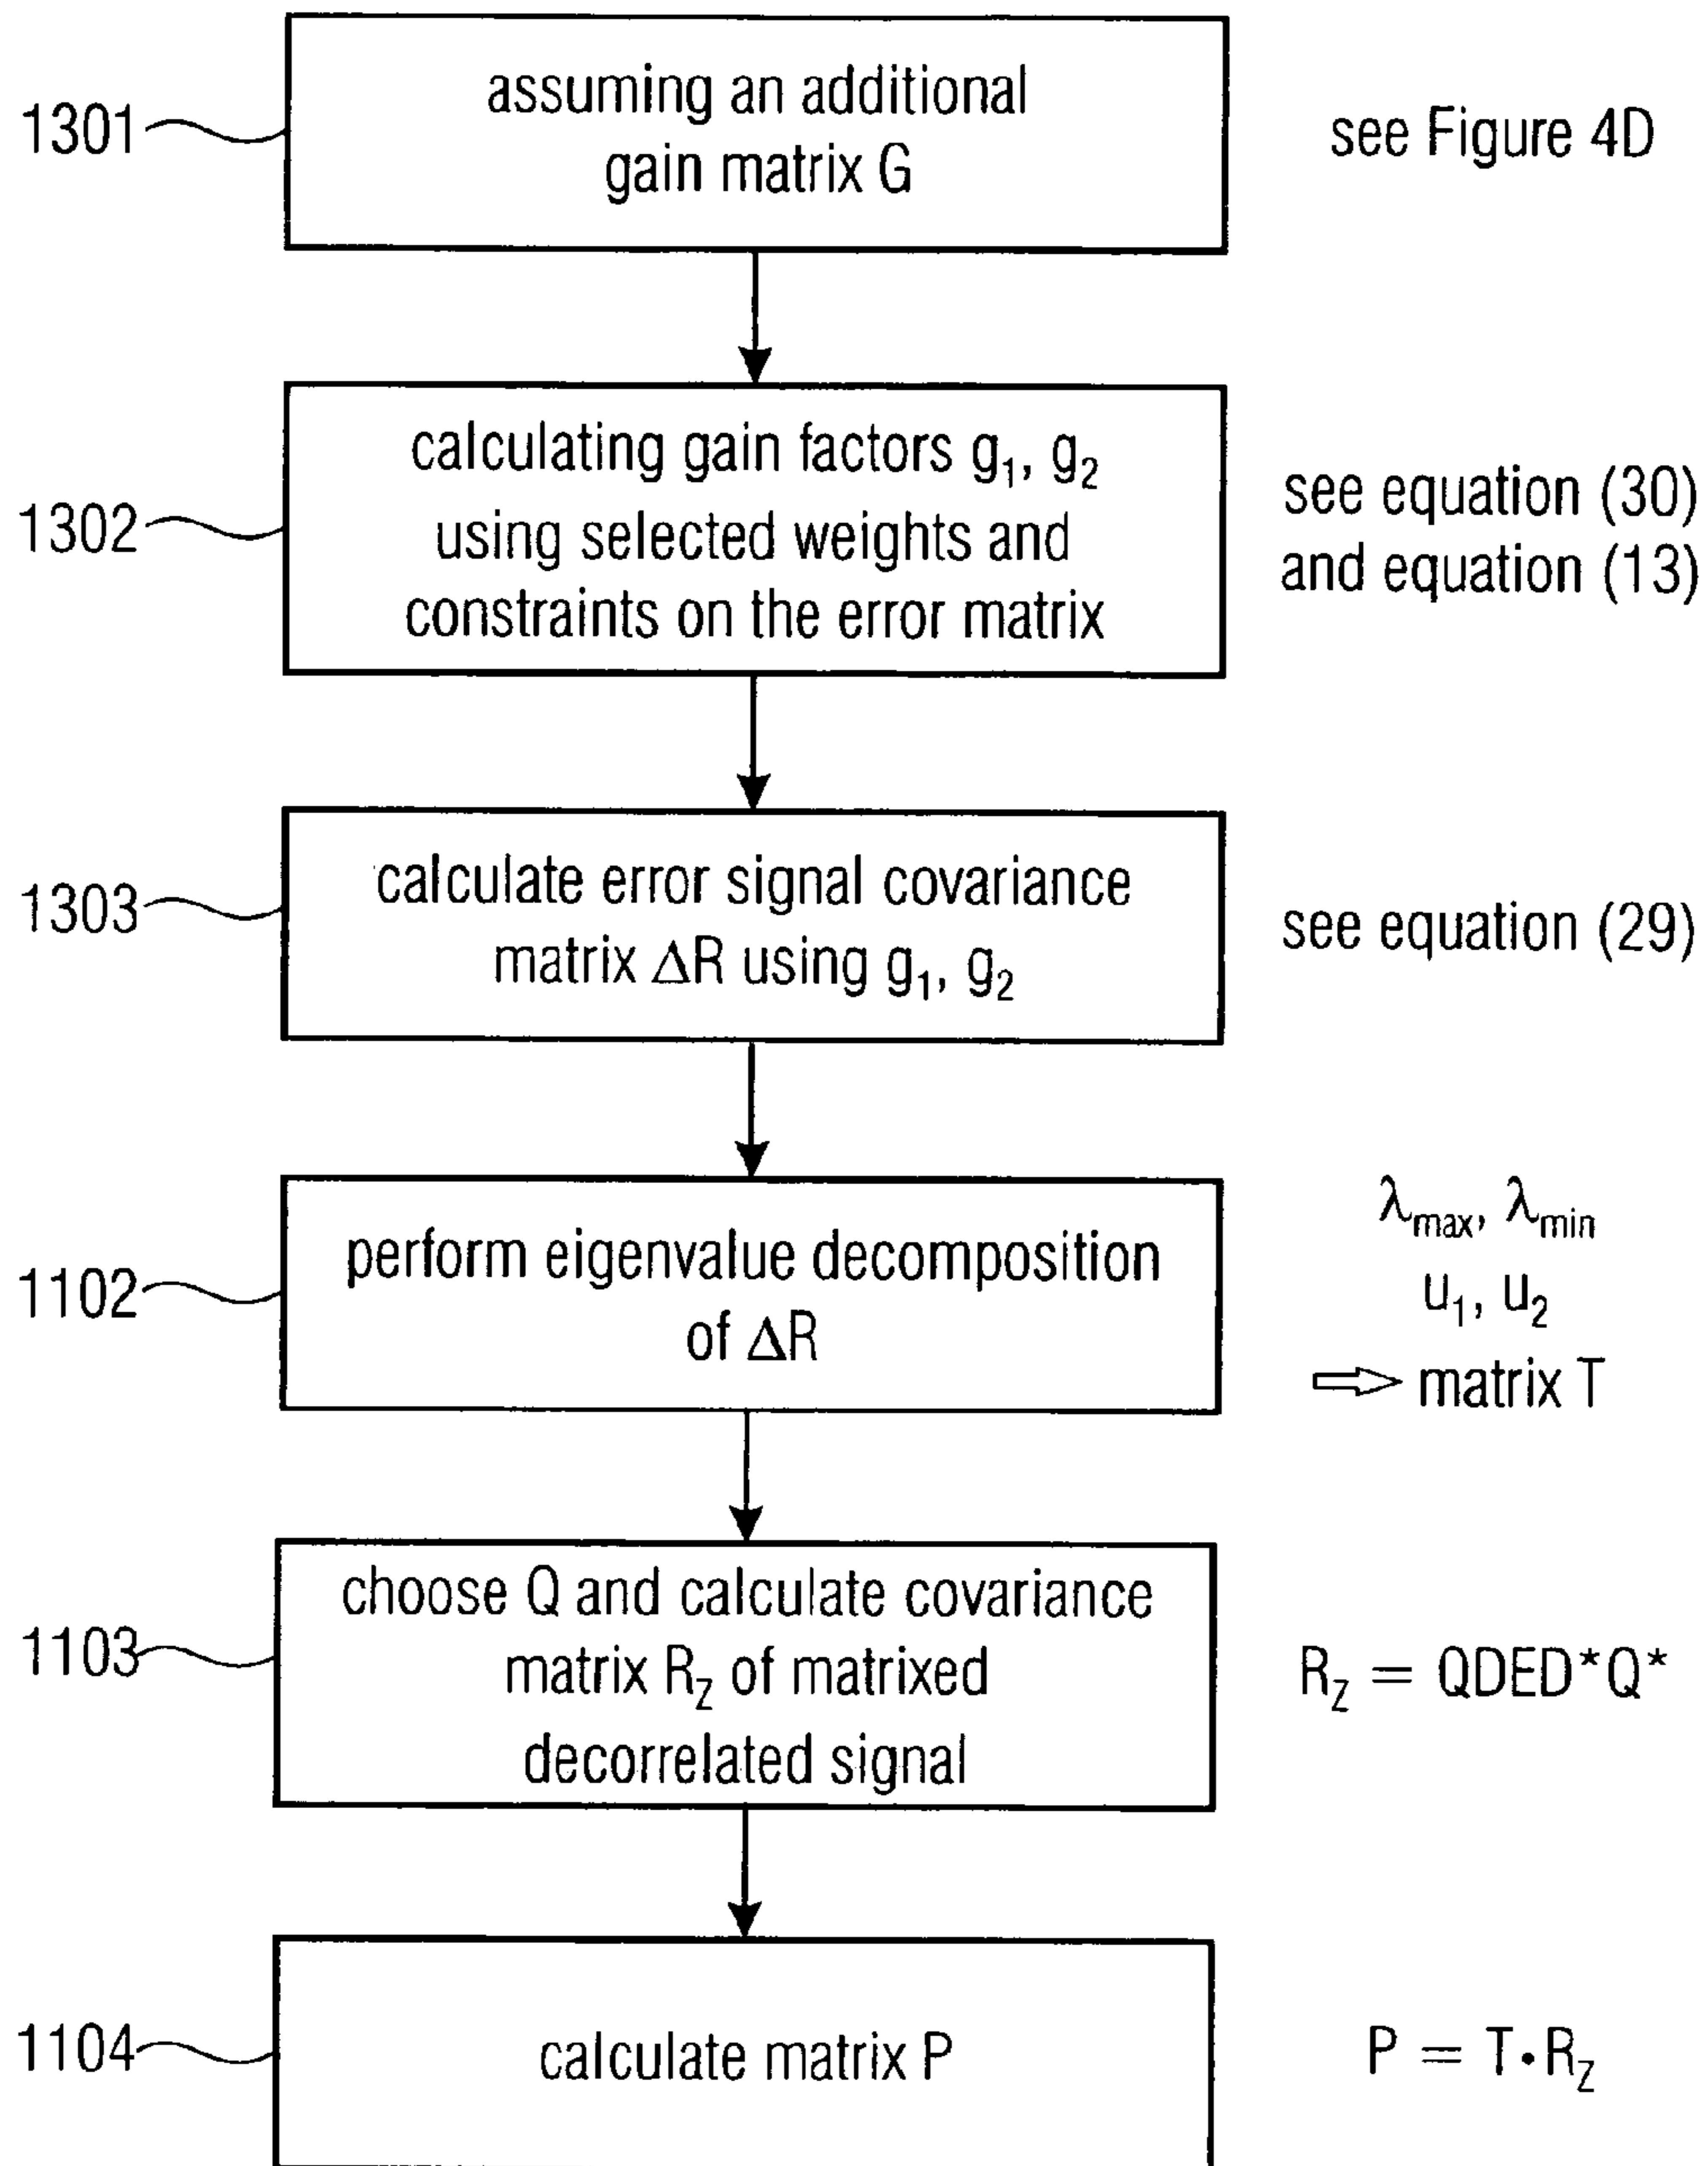 1301
assuming an additional
gain matrix G
see Figure 4D
1302
calculating gain factors g₁, g₂
using selected weights and
constraints on the error matrix
see equation (30)
and equation (13)
1303
calculate error signal covariance
matrix ΔR using g₁, g₂
see equation (29)
1102
perform eigenvalue decomposition
of ΔR
λmax, λmin
u₁, u₂
⇨ matrix T
1103
choose Q and calculate covariance
matrix Rz of matrixed
decorrelated signal
Rz = QDED*Q*
1104
calculate matrix P
P = T•Rz